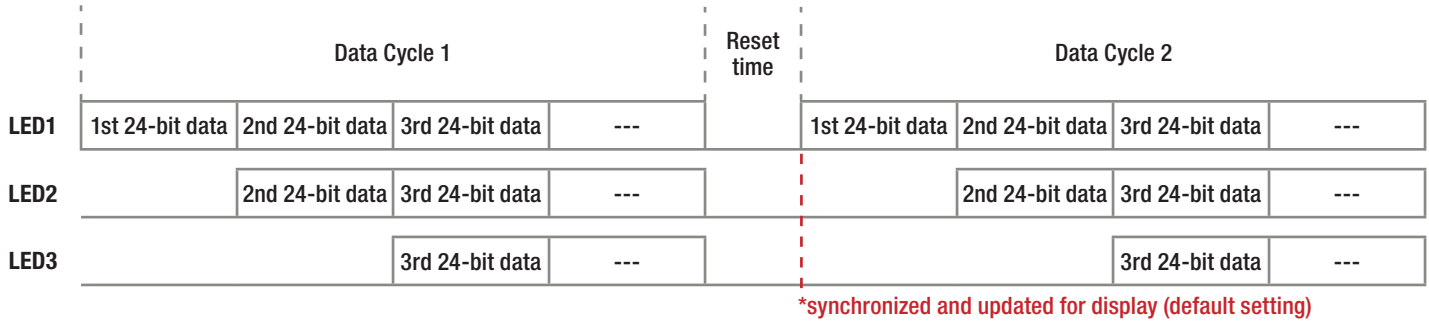 Data Cycle 1
Reset
time
Data Cycle 2
LED1
1st 24-bit data
2nd 24-bit data
3rd 24-bit data
---
1st 24-bit data
2nd 24-bit data
3rd 24-bit data
---
LED2
2nd 24-bit data
3rd 24-bit data
---
2nd 24-bit data
3rd 24-bit data
---
LED3
3rd 24-bit data
---
3rd 24-bit data
---
*synchronized and updated for display (default setting)